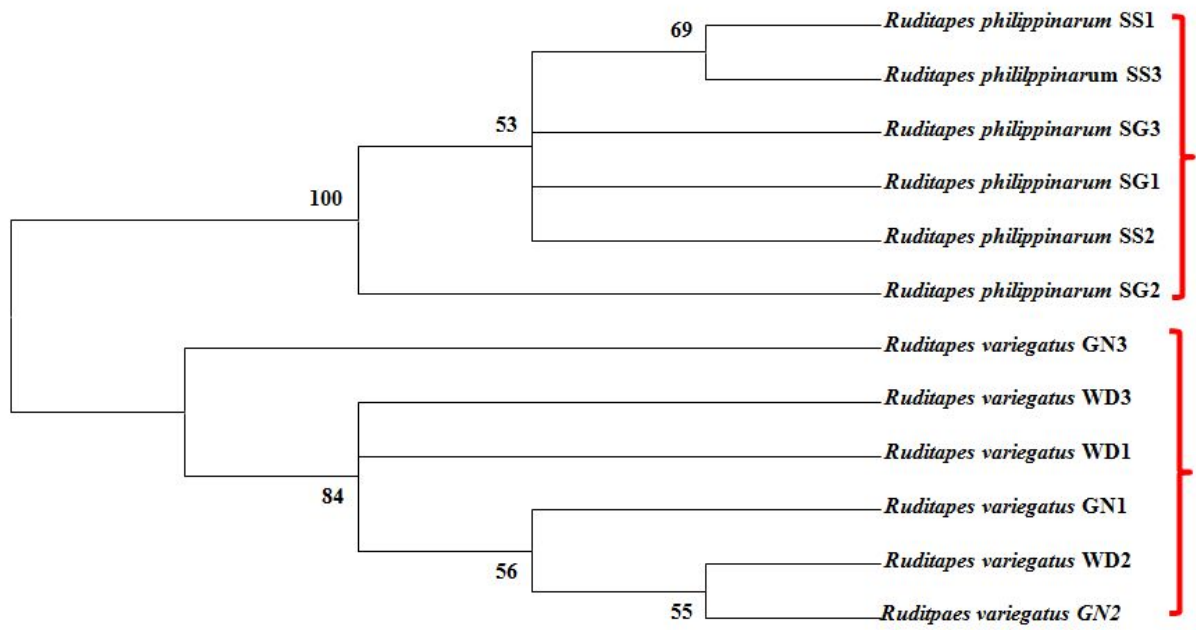 Ruditapes philippinarum SS1
69
Ruditapes phililppinarum SS3
53
Ruditapes philippinarum SG3
Ruditapes philippinarum SG1
100
Ruditapes philippinarum SS2
Ruditapes philippinarum SG2
Ruditapes variegatus GN3
Ruditapes variegatus WD3
Ruditapes variegatus WD1
84
Ruditapes variegatus GN1
Ruditapes variegatus WD2
56
Ruditpaes variegatus GN2
55